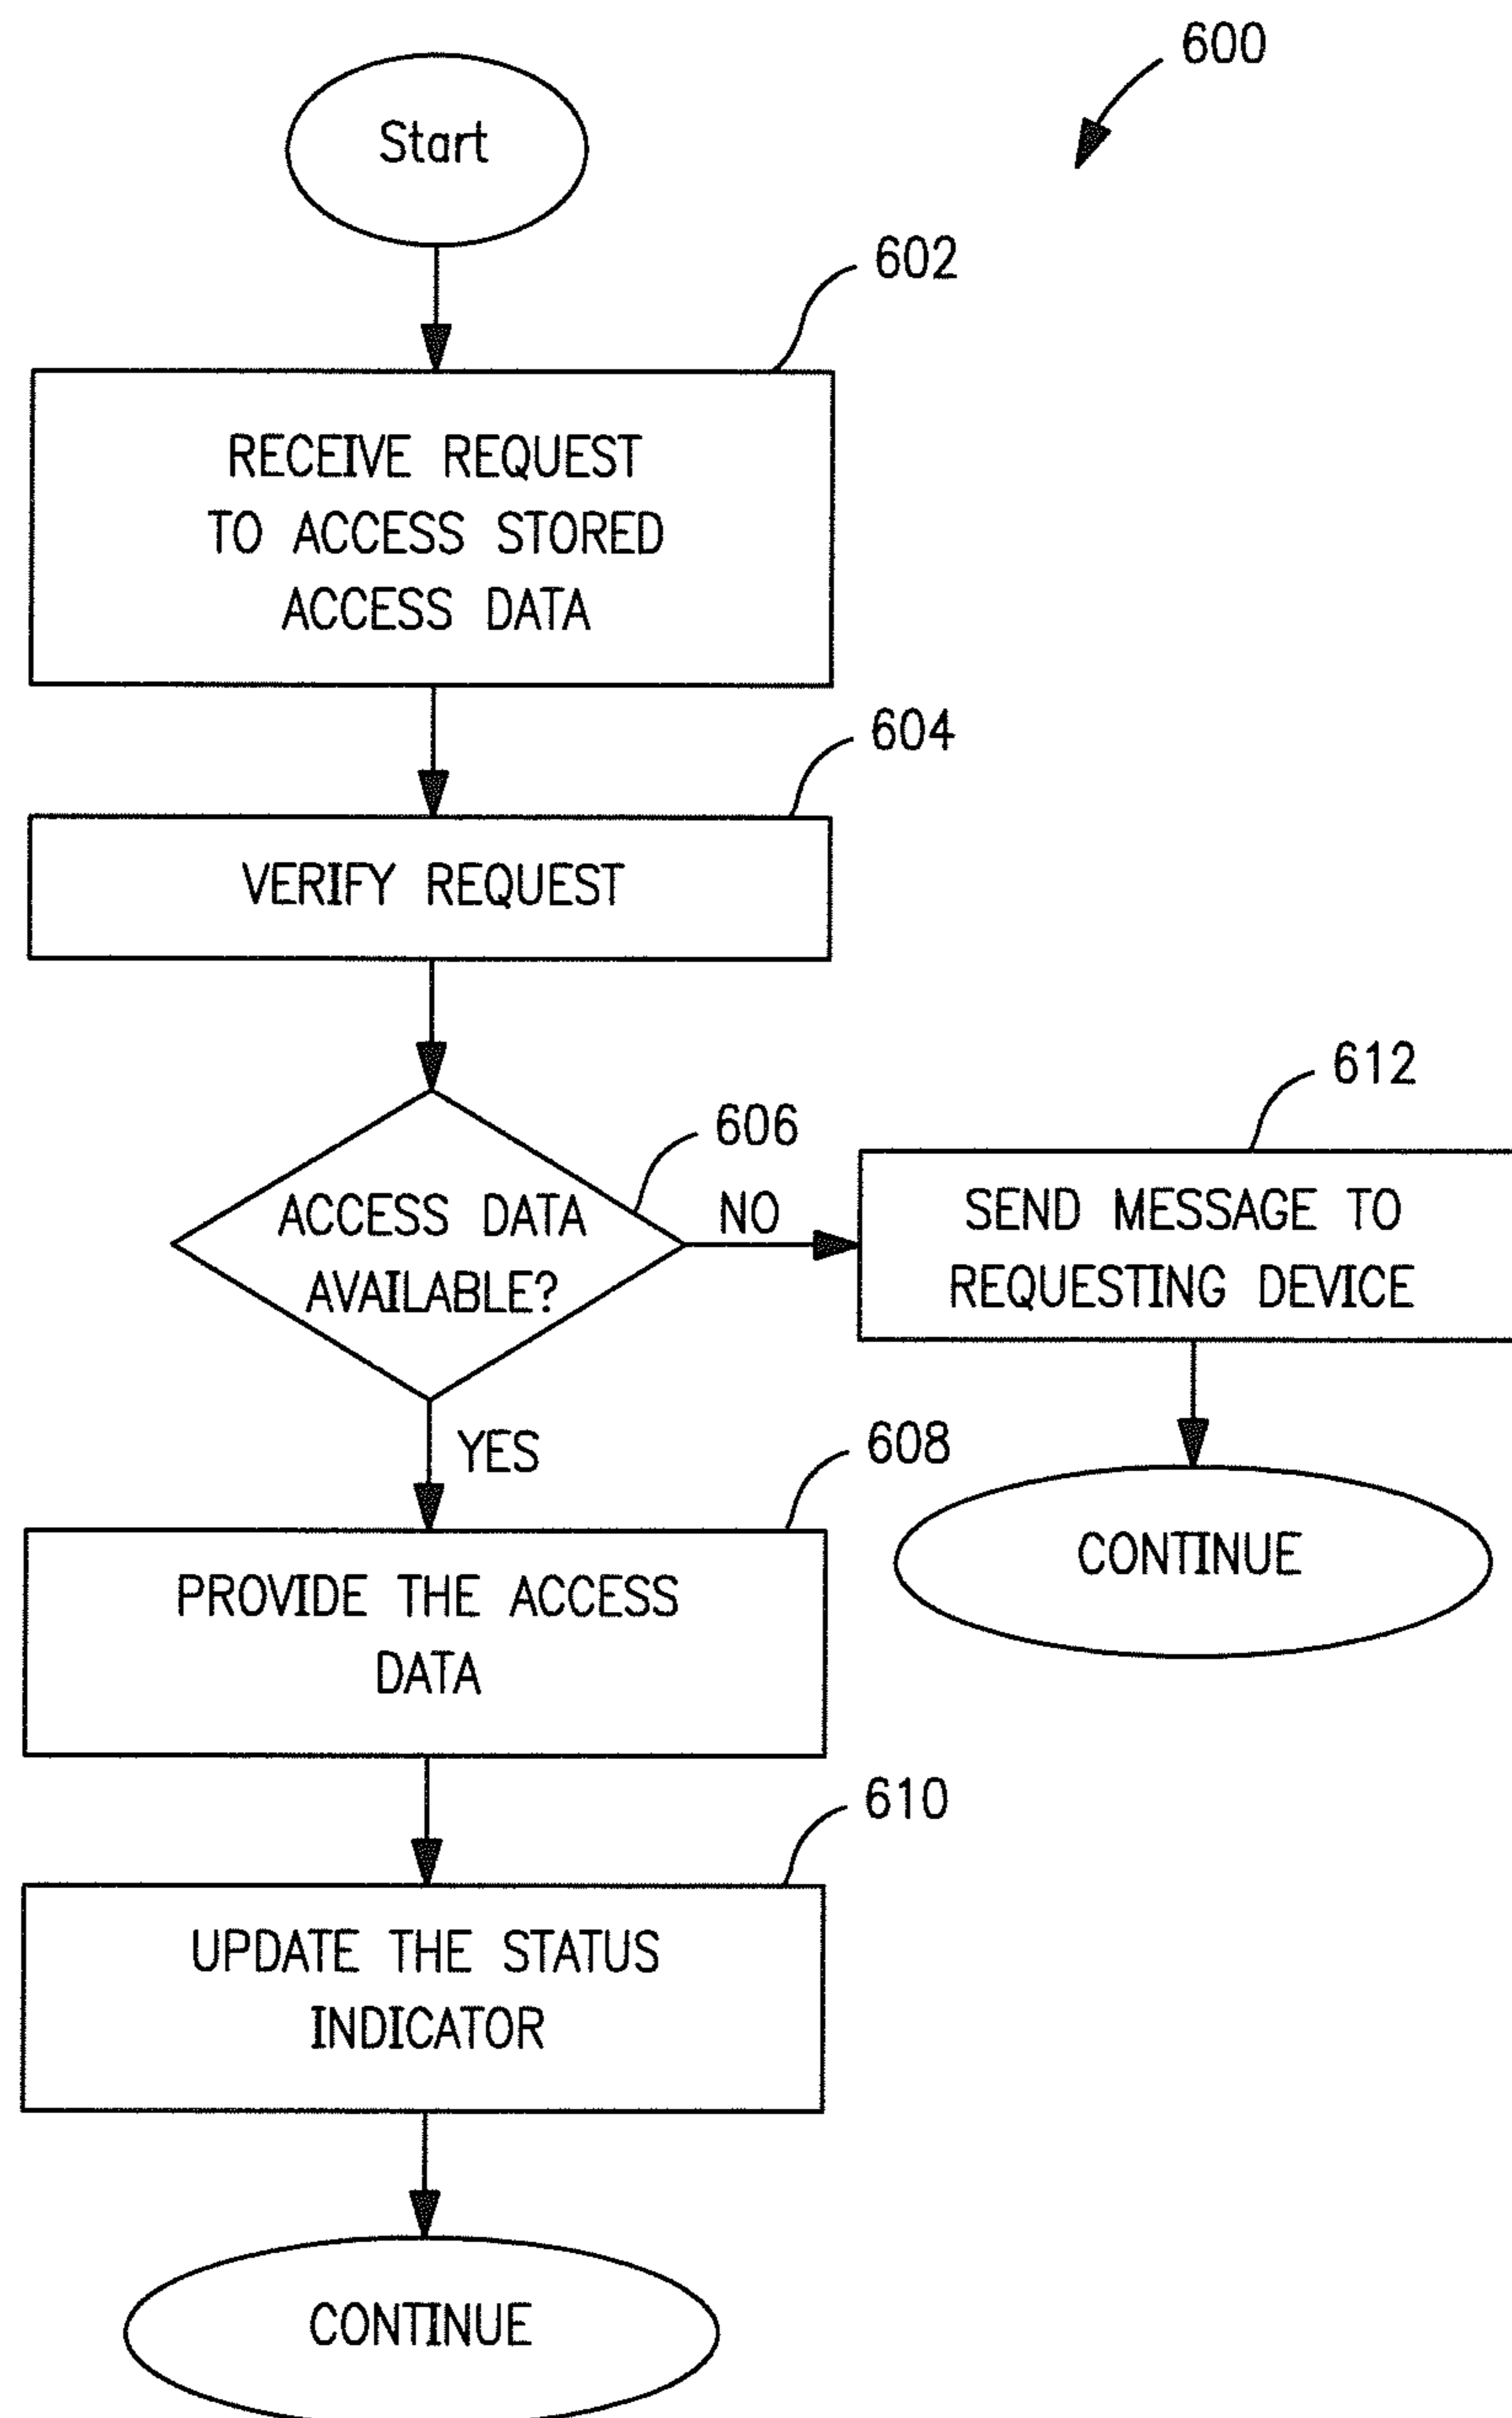 600
Start
602
RECEIVE REQUEST
TO ACCESS STORED
ACCESS DATA
604
VERIFY REQUEST
606
ACCESS DATA
AVAILABLE?
NO
612
SEND MESSAGE TO
REQUESTING DEVICE
YES
CONTINUE
608
PROVIDE THE ACCESS
DATA
610
UPDATE THE STATUS
INDICATOR
CONTINUE